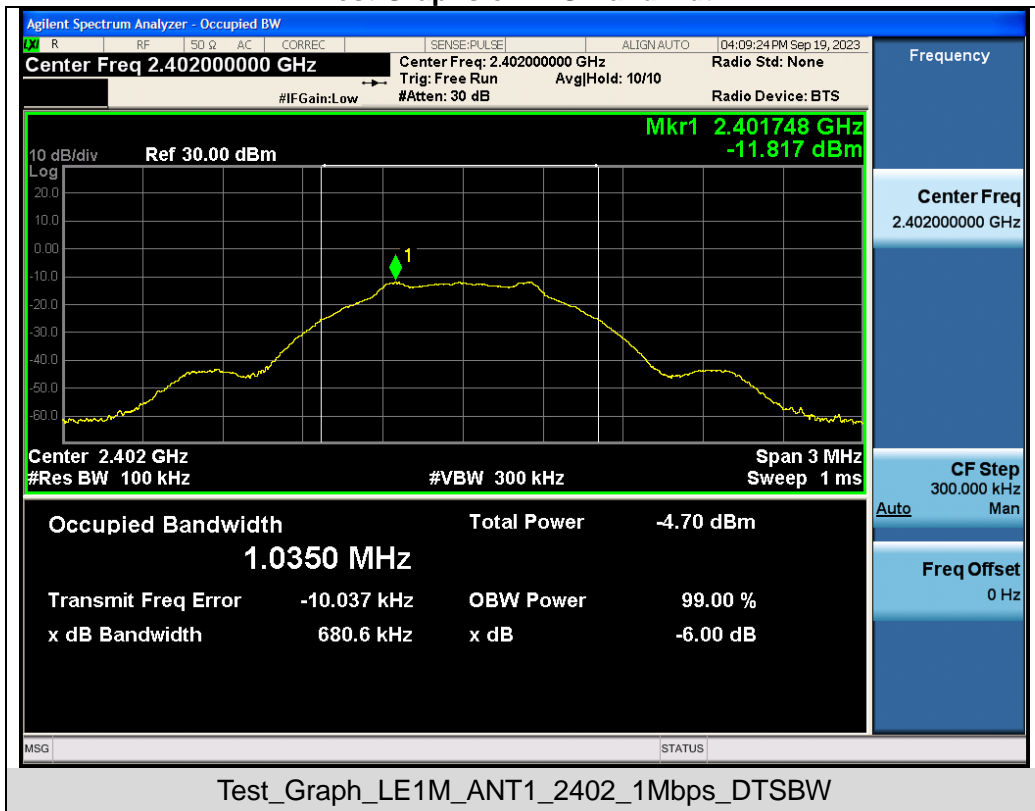 Agilent Spectrum Analyzer - Occupied BW
LXI R RF 50 Ω AC CORREC SENSE:PULSE ALIGN AUTO 04:09:24 PM Sep 19, 2023
Center Freq 2.402000000 GHz
Center Freq: 2.402000000 GHz Radio Std: None
Trig: Free Run Avg|Hold: 10/10
#IFGain:Low #Atten: 30 dB Radio Device: BTS
Mkr1 2.401748 GHz
-11.817 dBm
10 dB/div Ref 30.00 dBm
Log
20.0
10.0
0.00
-10.0
-20.0
-30.0
-40.0
-50.0
-60.0
1
Center 2.402 GHz Span 3 MHz
#Res BW 100 kHz #VBW 300 kHz Sweep 1 ms
Occupied Bandwidth Total Power -4.70 dBm
1.0350 MHz
Transmit Freq Error -10.037 kHz OBW Power 99.00 %
x dB Bandwidth 680.6 kHz x dB -6.00 dB
MSG STATUS
Frequency
Center Freq
2.402000000 GHz
CF Step
300.000 kHz
Auto Man
Freq Offset
0 Hz
Test_Graph_LE1M_ANT1_2402_1Mbps_DTSBW